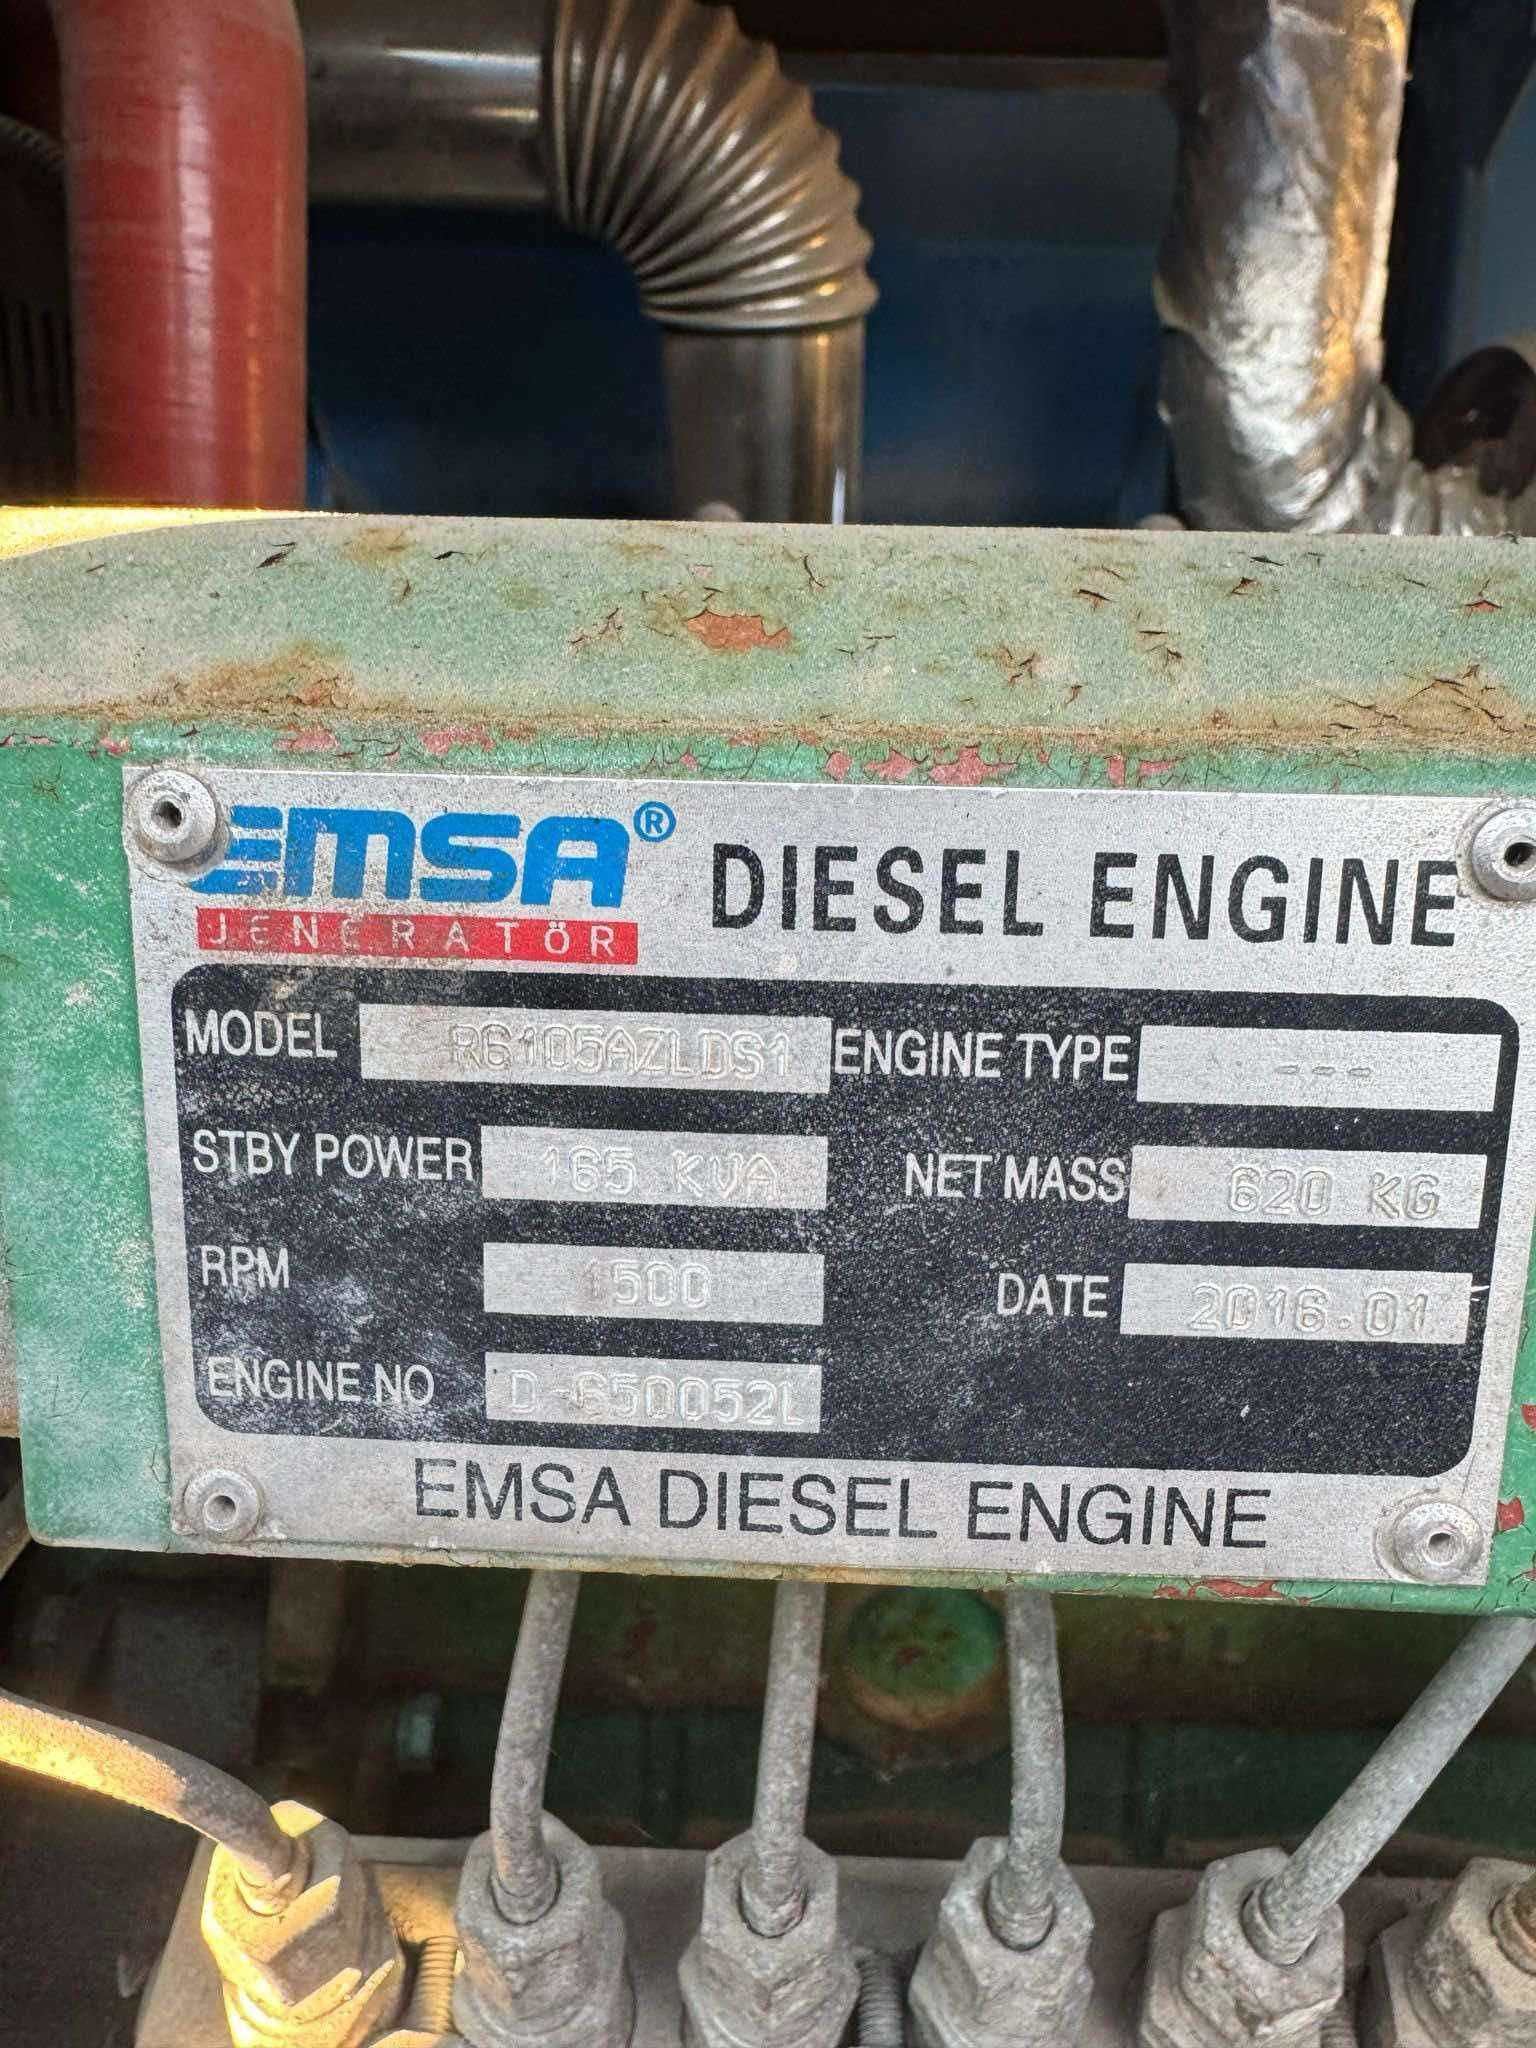 EMSA® DIESEL ENGINE
JENERATÖR
MODEL R6105AZLDS1 ENGINE TYPE ---
STBY POWER 165 KVA NET MASS 620 KG
RPM 1500 DATE 2016.01
ENGINE NO D-650052L
EMSA DIESEL ENGINE